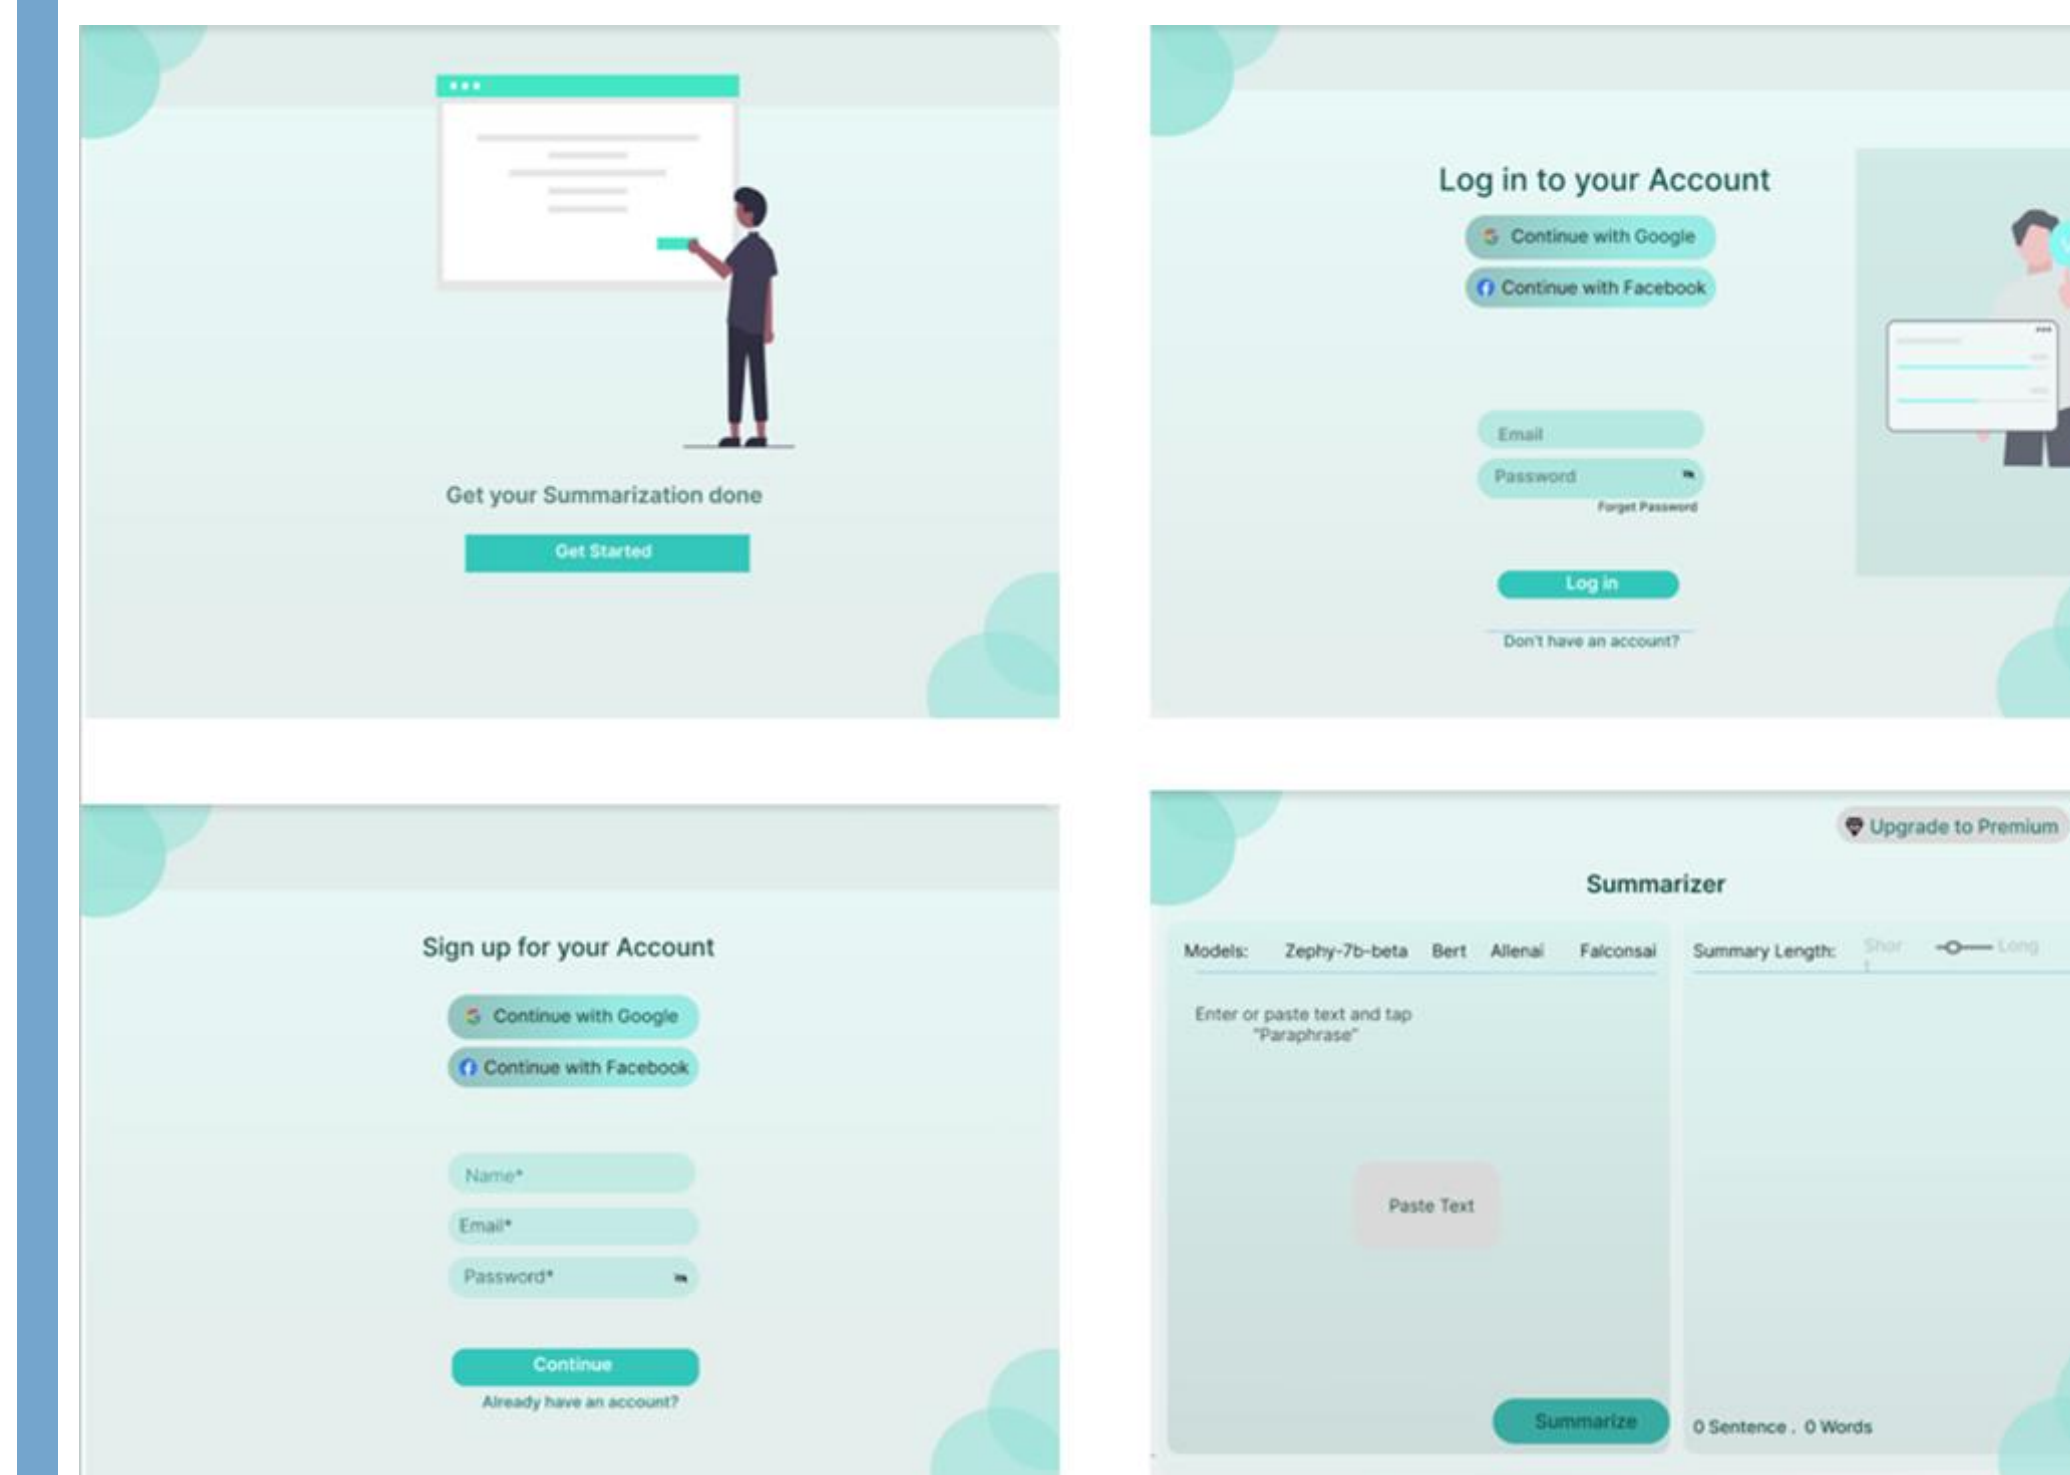 Get your Summarization done
Get Started
Log in to your Account
Continue with Google
Continue with Facebook
Email
Password
Forget Password
Log in
Don't have an account?
Sign up for your Account
Continue with Google
Continue with Facebook
Name*
Email*
Password*
Continue
Already have an account?
Upgrade to Premium
Summarizer
Models: Zephy-7b-beta Bert Allenai Falconsai
Summary Length: Shor Long
t
Enter or paste text and tap
"Paraphrase"
Paste Text
Summarize
0 Sentence . 0 Words